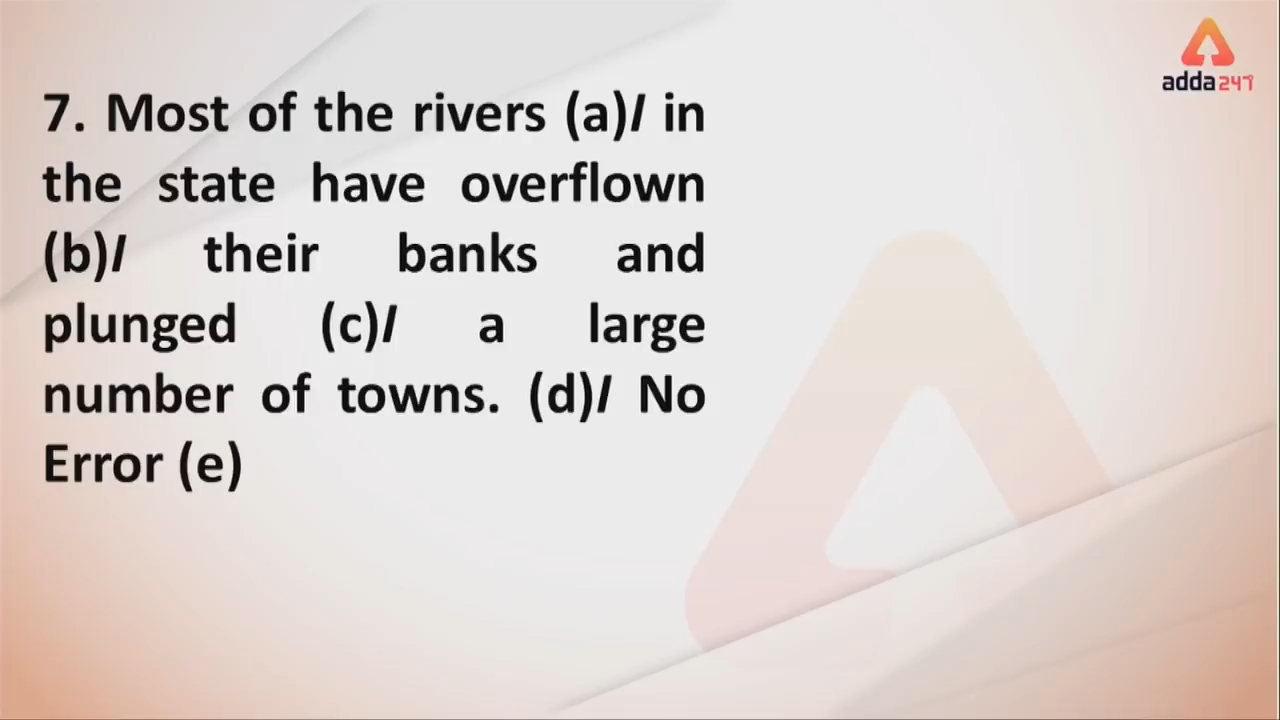 adda247
7. Most of the rivers (a)/ in
the state have overflown
(b)/ their banks and
plunged (c)/ a large
number of towns. (d)/ No
Error (e)